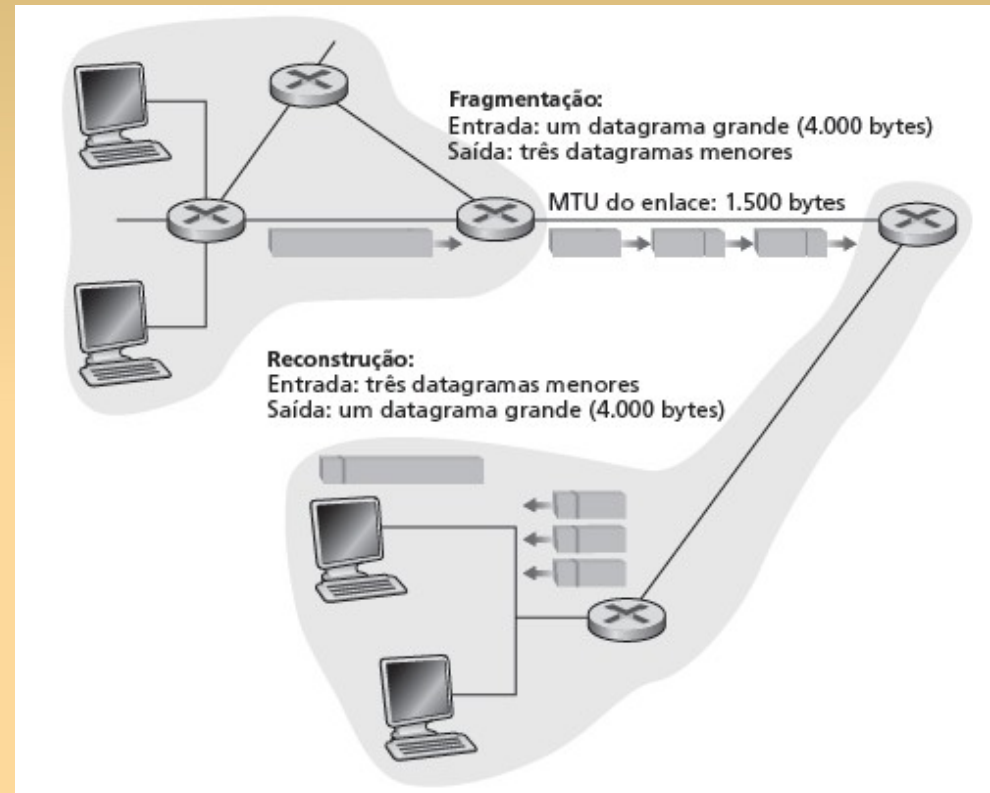 Fragmentação:
Entrada: um datagrama grande (4.000 bytes)
Saída: três datagramas menores
MTU do enlace: 1.500 bytes
Reconstrução:
Entrada: três datagramas menores
Saída: um datagrama grande (4.000 bytes)